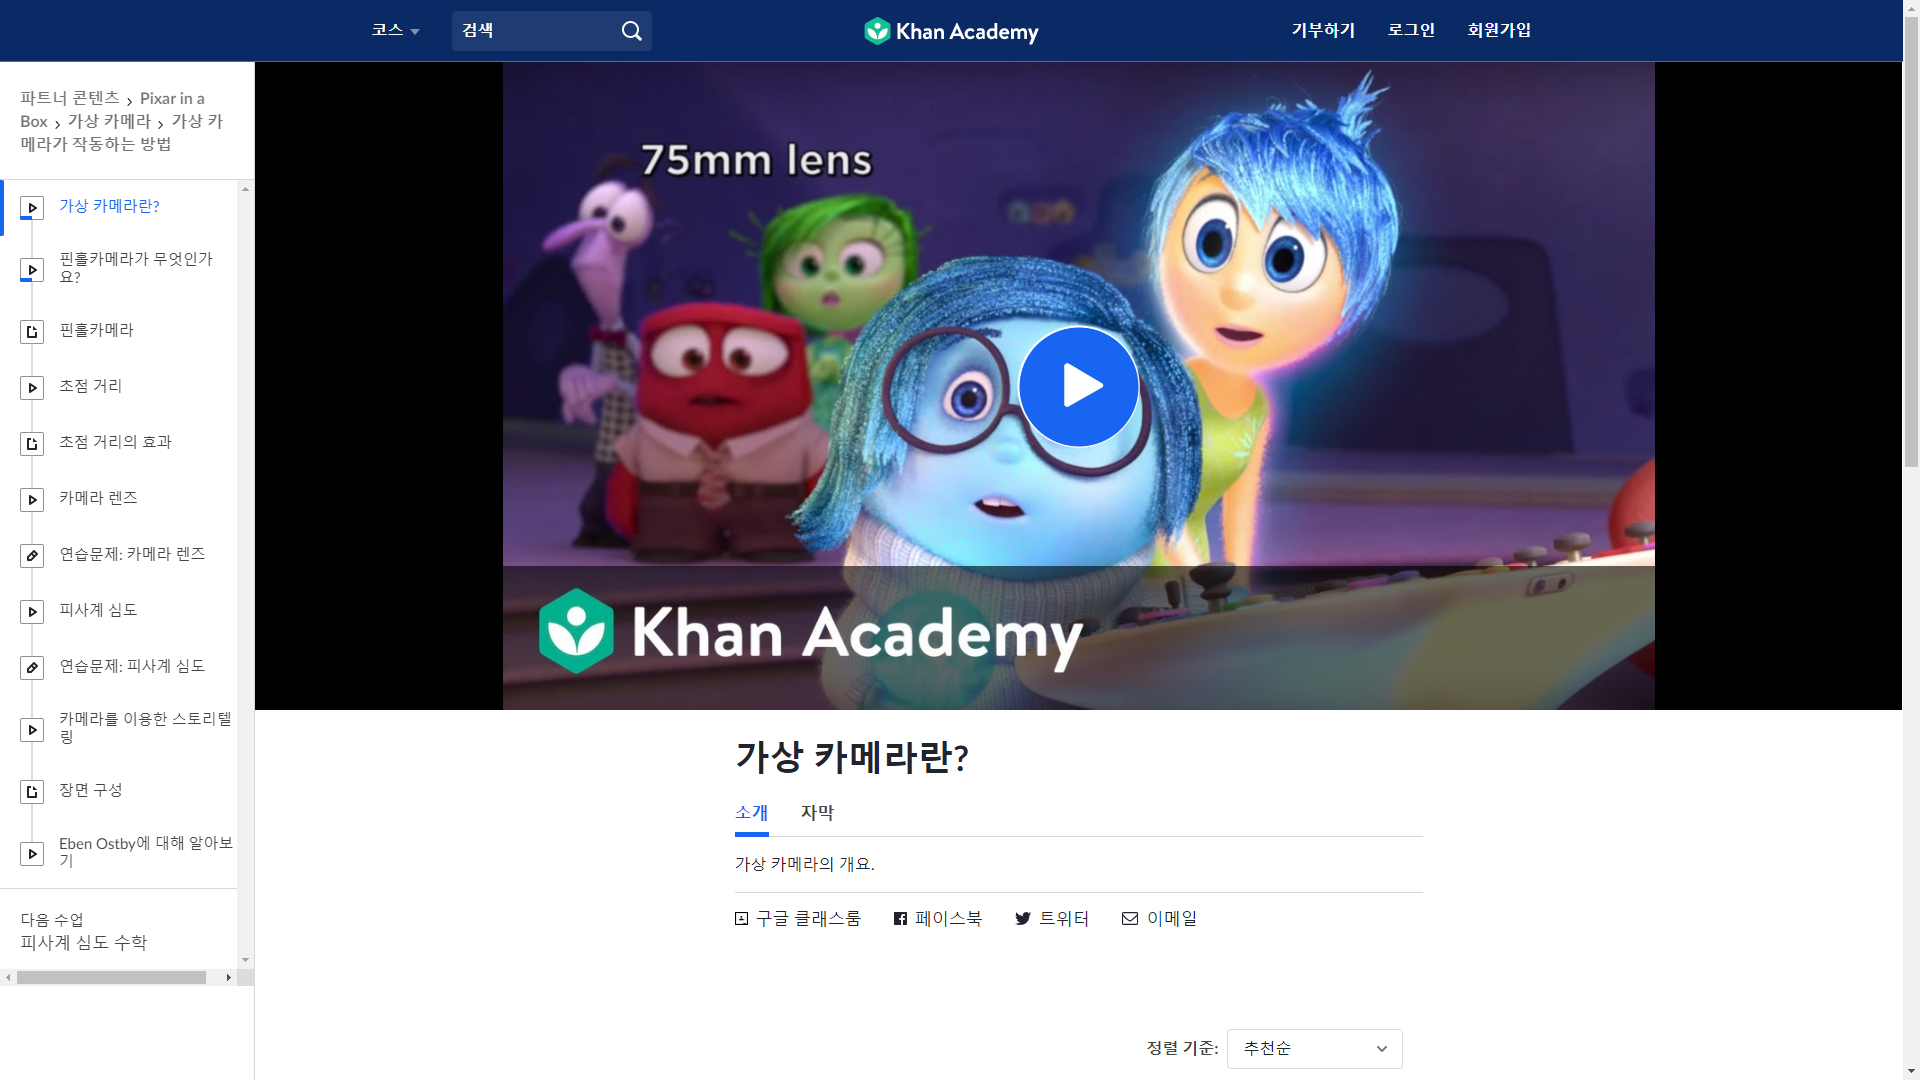 코스
검색
Khan Academy
기부하기
로그인
회원가입
파트너 콘텐츠 > Pixar in a
Box > 가상 카메라 > 가상 카
메라가 작동하는 방법
가상 카메라란?
핀홀카메라가 무엇인가
요?
핀홀카메라
초점 거리
초점 거리의 효과
카메라 렌즈
연습문제: 카메라 렌즈
피사계 심도
연습문제: 피사계 심도
카메라를 이용한 스토리텔
링
장면 구성
Eben Ostby에 대해 알아보
기
다음 수업
피사계 심도 수학
75mm lens
Khan Academy
가상 카메라란?
소개
자막
가상 카메라의 개요.
구글 클래스룸
페이스북
트위터
이메일
정렬 기준:
추천순